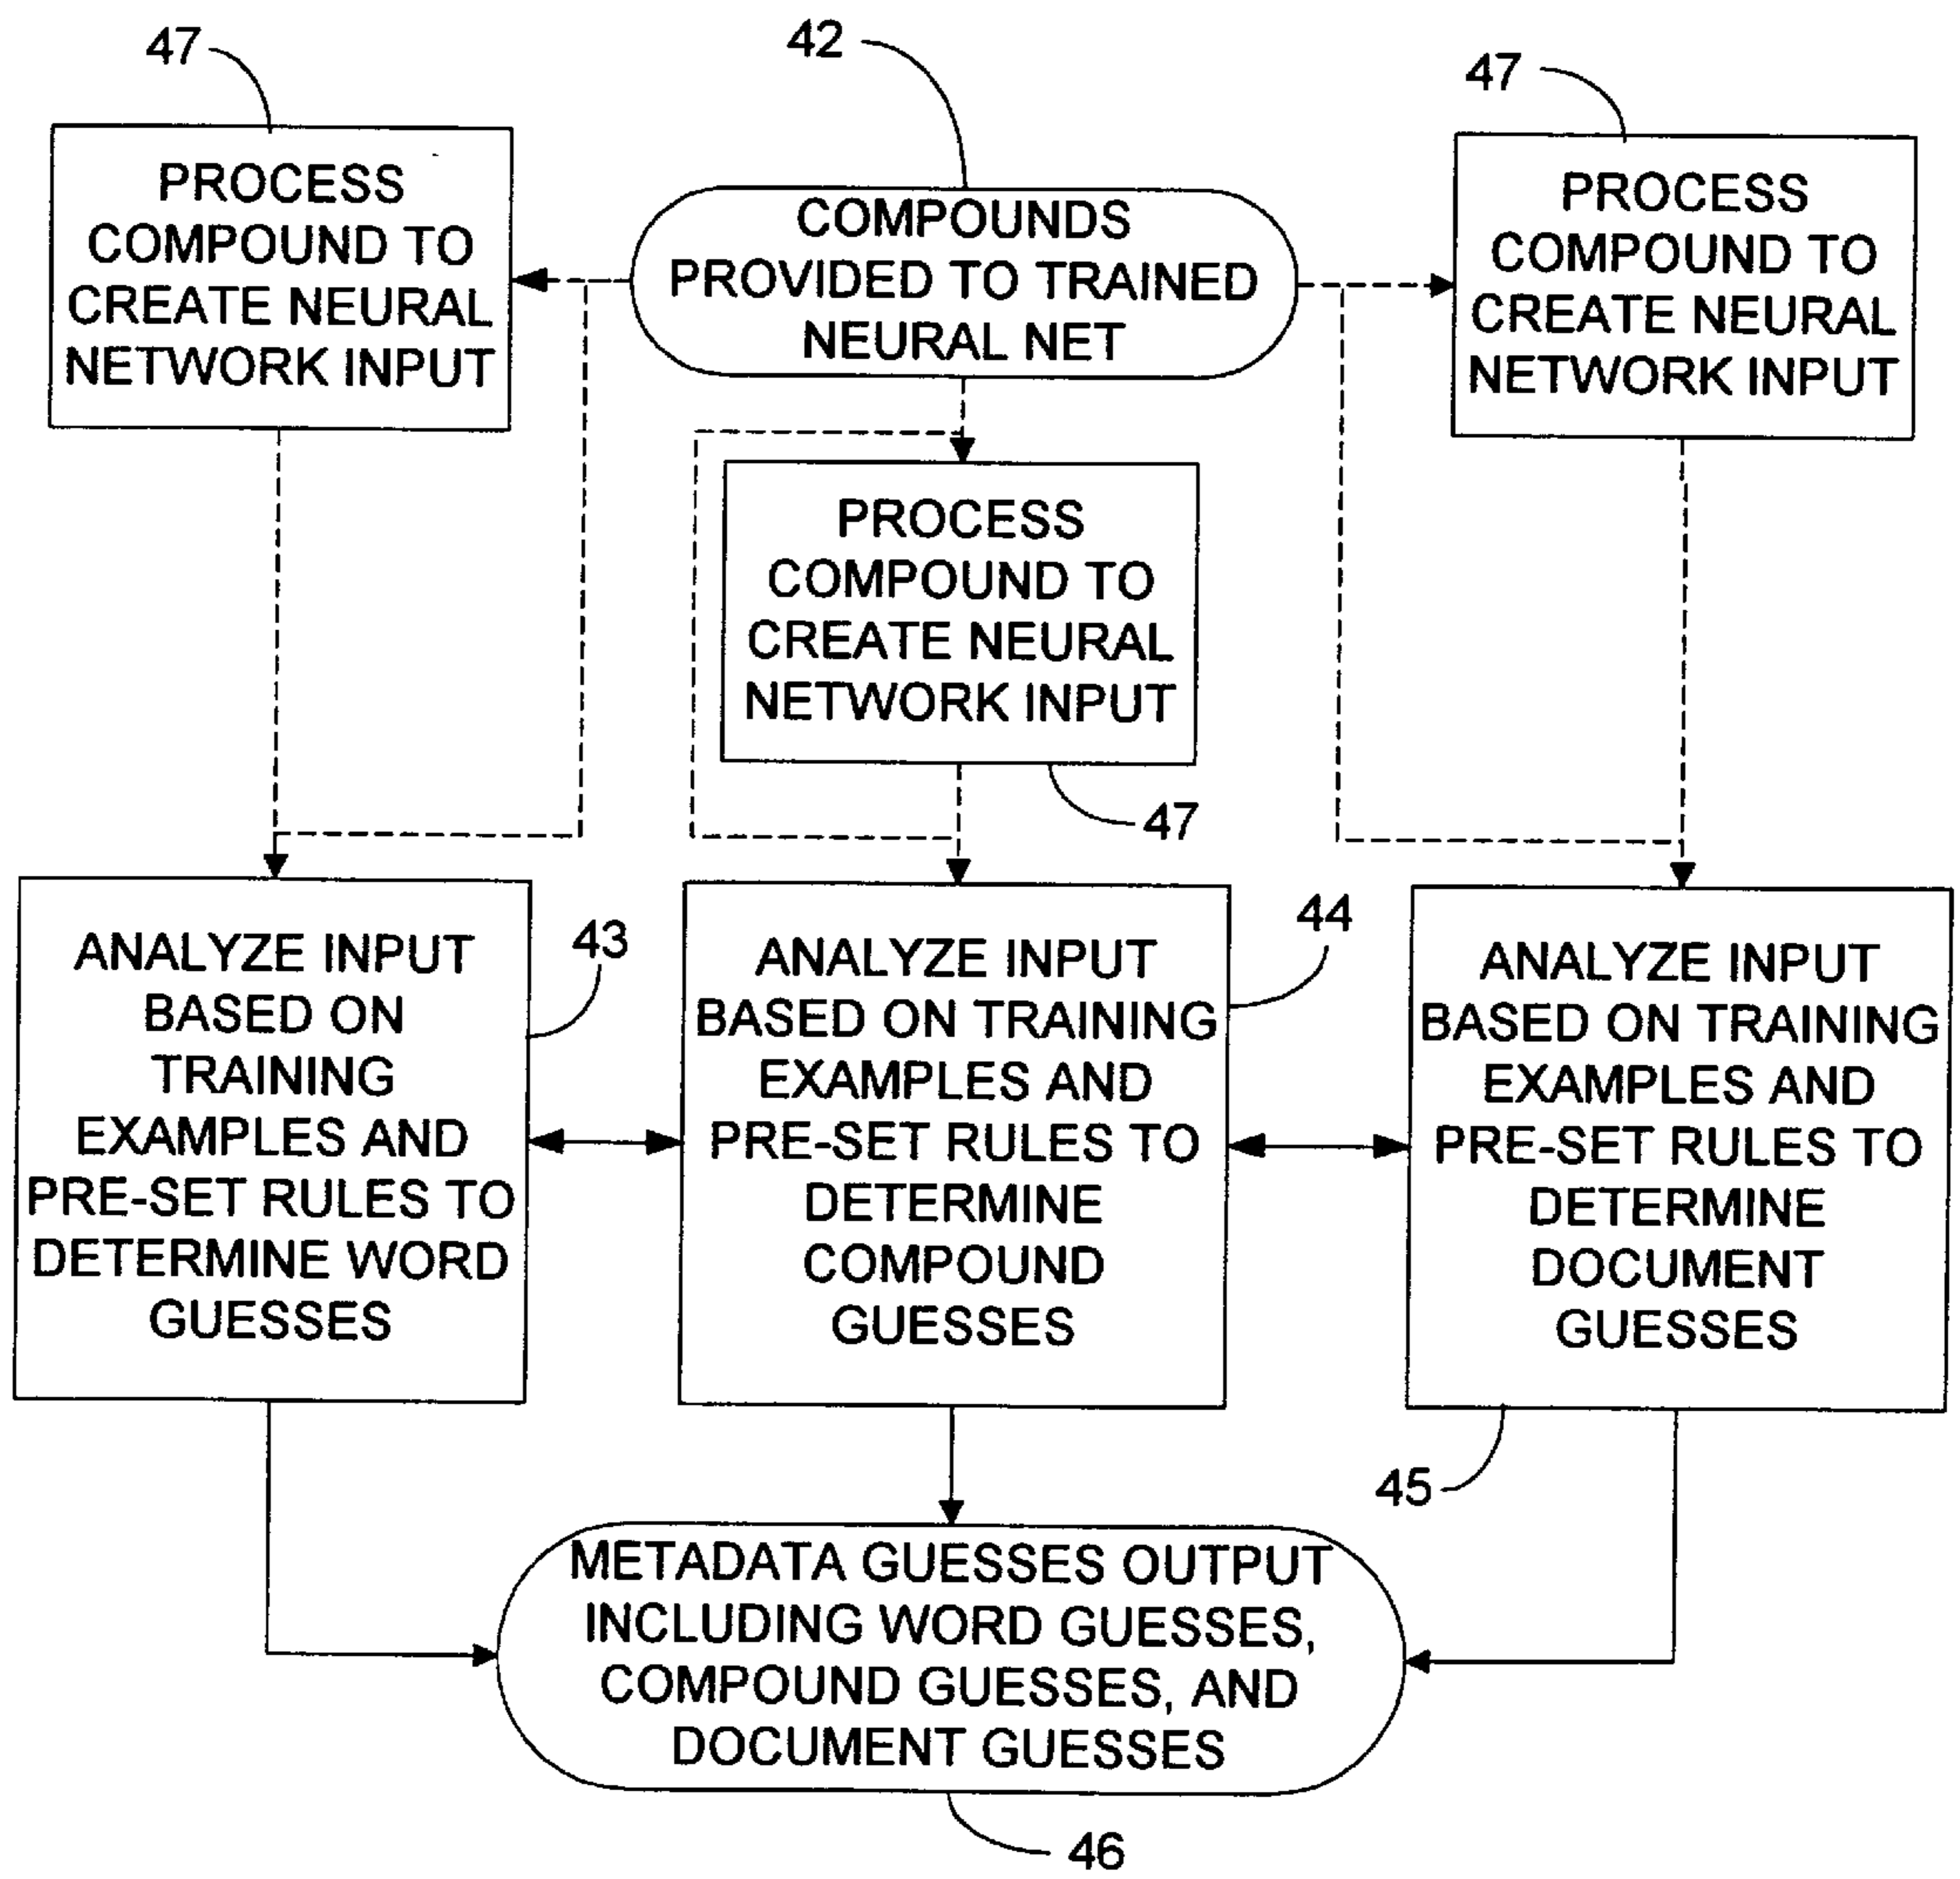 47
42
47
PROCESS
COMPOUND TO
CREATE NEURAL
NETWORK INPUT
COMPOUNDS
PROVIDED TO TRAINED
NEURAL NET
PROCESS
COMPOUND TO
CREATE NEURAL
NETWORK INPUT
PROCESS
COMPOUND TO
CREATE NEURAL
NETWORK INPUT
47
ANALYZE INPUT
BASED ON
TRAINING
EXAMPLES AND
PRE-SET RULES TO
DETERMINE WORD
GUESSES
43
ANALYZE INPUT
BASED ON TRAINING
EXAMPLES AND
PRE-SET RULES TO
DETERMINE
COMPOUND
GUESSES
44
ANALYZE INPUT
BASED ON TRAINING
EXAMPLES AND
PRE-SET RULES TO
DETERMINE
DOCUMENT
GUESSES
45
METADATA GUESSES OUTPUT
INCLUDING WORD GUESSES,
COMPOUND GUESSES, AND
DOCUMENT GUESSES
46